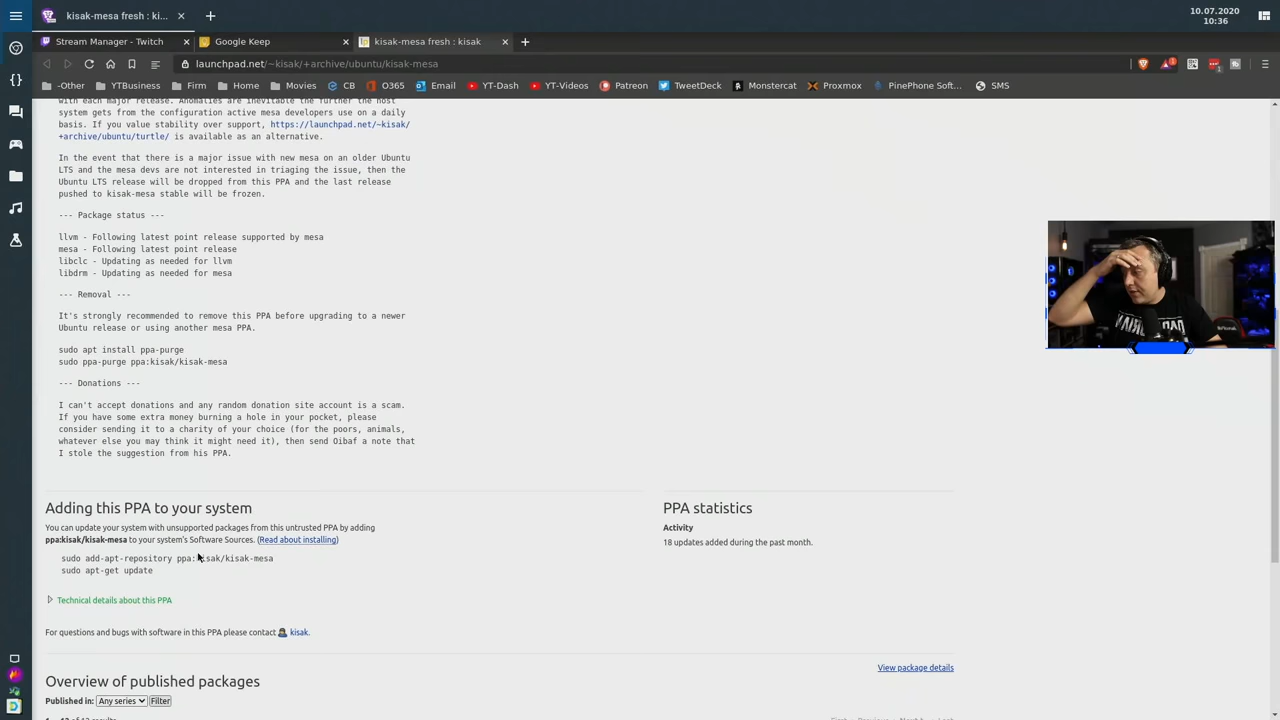 kisak-mesa fresh : ki...
10.07.2020
10:36
Stream Manager - Twitch
Google Keep
kisak-mesa fresh : kisak
launchpad.net/~kisak/+archive/ubuntu/kisak-mesa
-Other
YTBusiness
Firm
Home
Movies
CB
O365
Email
YT-Dash
YT-Videos
Patreon
TweetDeck
Monstercat
Proxmox
PinePhone Soft...
SMS
with each major release. Anomalies are inevitable the further the host
system gets from the configuration active mesa developers use on a daily
basis. If you value stability over support, https://launchpad.net/~kisak/
+archive/ubuntu/turtle/ is available as an alternative.
In the event that there is a major issue with new mesa on an older Ubuntu
LTS and the mesa devs are not interested in triaging the issue, then the
Ubuntu LTS release will be dropped from this PPA and the last release
pushed to kisak-mesa stable will be frozen.
--- Package status ---
llvm - Following latest point release supported by mesa
mesa - Following latest point release
libclc - Updating as needed for llvm
libdrm - Updating as needed for mesa
--- Removal ---
It's strongly recommended to remove this PPA before upgrading to a newer
Ubuntu release or using another mesa PPA.
sudo apt install ppa-purge
sudo ppa-purge ppa:kisak/kisak-mesa
--- Donations ---
I can't accept donations and any random donation site account is a scam.
If you have some extra money burning a hole in your pocket, please
consider sending it to a charity of your choice (for the poors, animals,
whatever else you may think it might need it), then send Oibaf a note that
I stole the suggestion from his PPA.
Adding this PPA to your system
You can update your system with unsupported packages from this untrusted PPA by adding
ppa:kisak/kisak-mesa to your system's Software Sources. (Read about installing)
sudo add-apt-repository ppa:kisak/kisak-mesa
sudo apt-get update
Technical details about this PPA
For questions and bugs with software in this PPA please contact kisak.
PPA statistics
Activity
18 updates added during the past month.
View package details
Overview of published packages
Published in: Any series Filter